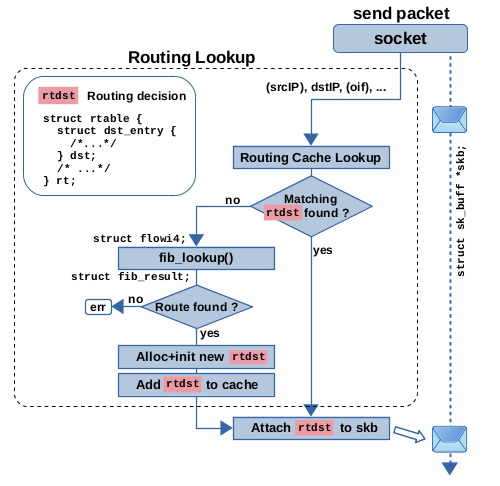 send packet
socket
Routing Lookup
rtdst Routing decision
struct rtable {
struct dst_entry {
/*...*/
} dst;
/* ...*/
} rt;
(srcIP), dstIP, (oif), ...
struct sk_buff *skb;
Routing Cache Lookup
Matching
rtdst found ?
no
yes
struct flowi4;
fib_lookup()
struct fib_result;
Route found ?
no
err
yes
Alloc+init new rtdst
Add rtdst to cache
Attach rtdst to skb